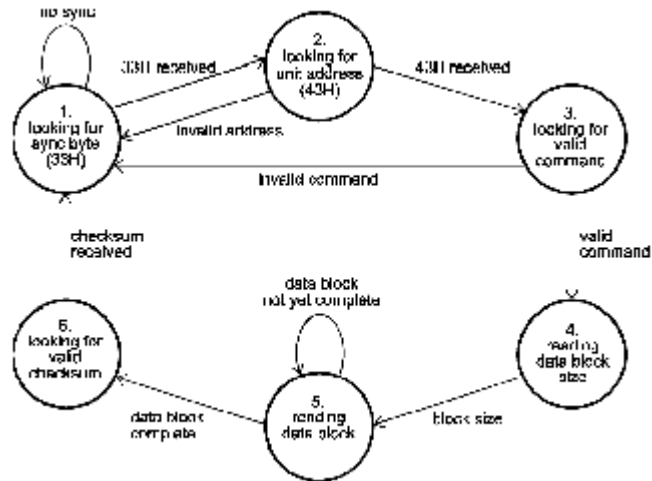 no sync
33H received
2.
looking for
unit address
(43H)
43H received
1.
looking for
sync byte
(33H)
invalid address
3.
looking for
valid
command
invalid command
checksum
received
valid
command
data block
not yet complete
6.
looking for
valid
checksum
4.
reading
data block
size
data block
complete
5.
reading
data block
block size